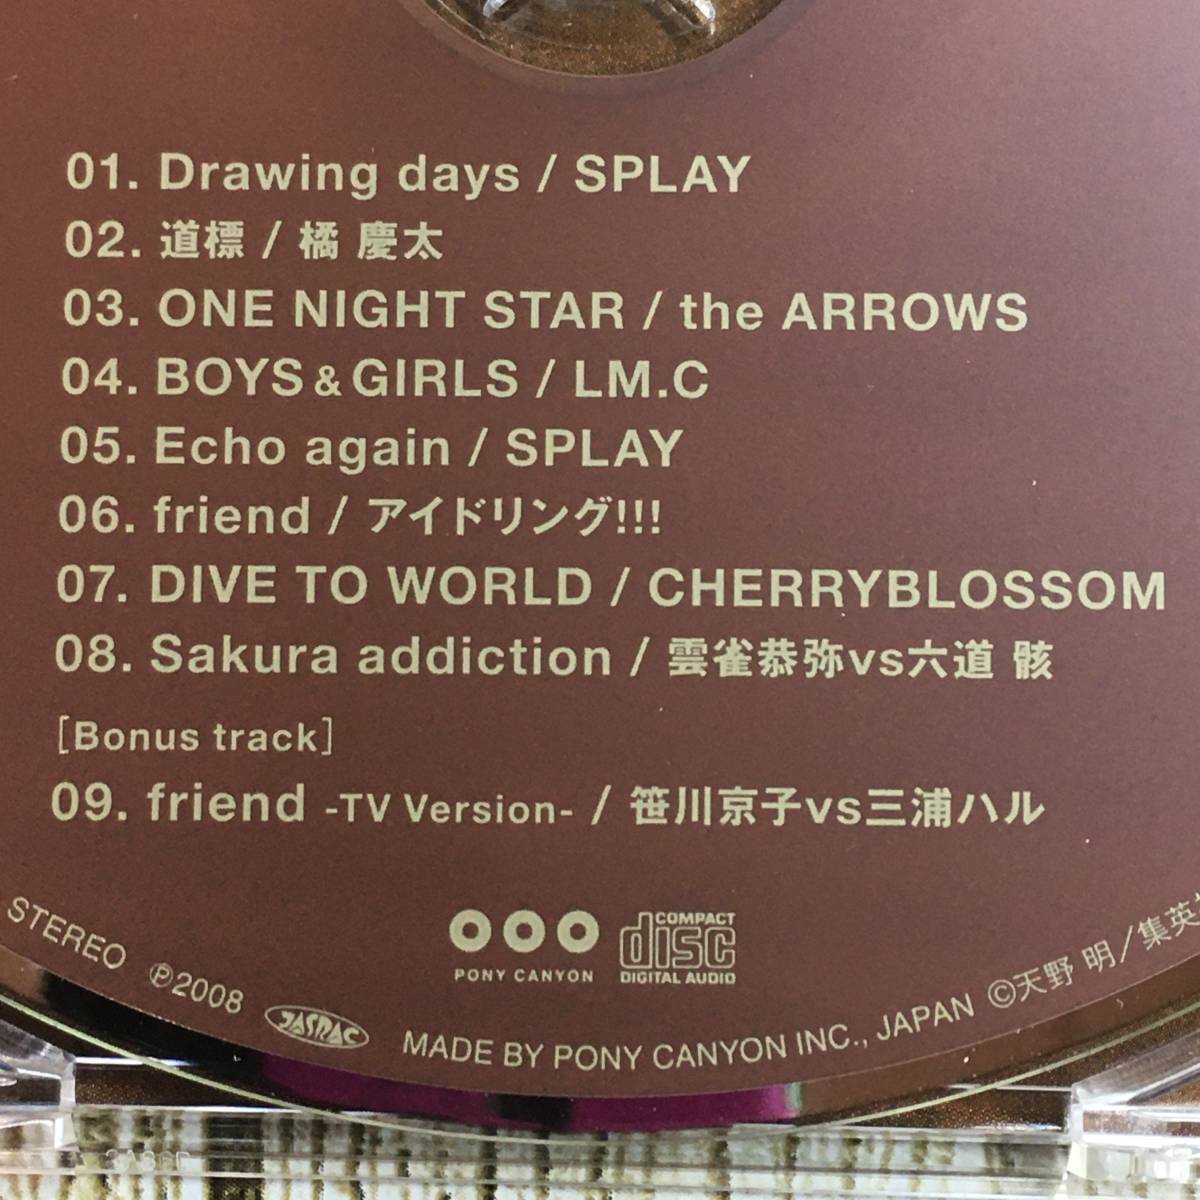 01. Drawing days / SPLAY
02. 道標 / 橘 慶太
03. ONE NIGHT STAR / the ARROWS
04. BOYS & GIRLS / LM.C
05. Echo again / SPLAY
06. friend / アイドリング!!!
07. DIVE TO WORLD / CHERRYBLOSSOM
08. Sakura addiction / 雲雀恭弥vs六道 骸
[Bonus track]
09. friend -TV Version- / 笹川京子vs三浦ハル
PONY CANYON
COMPACT
disc
DIGITAL AUDIO
STEREO ℗2008 JASRAC MADE BY PONY CANYON INC., JAPAN ©天野 明/集英